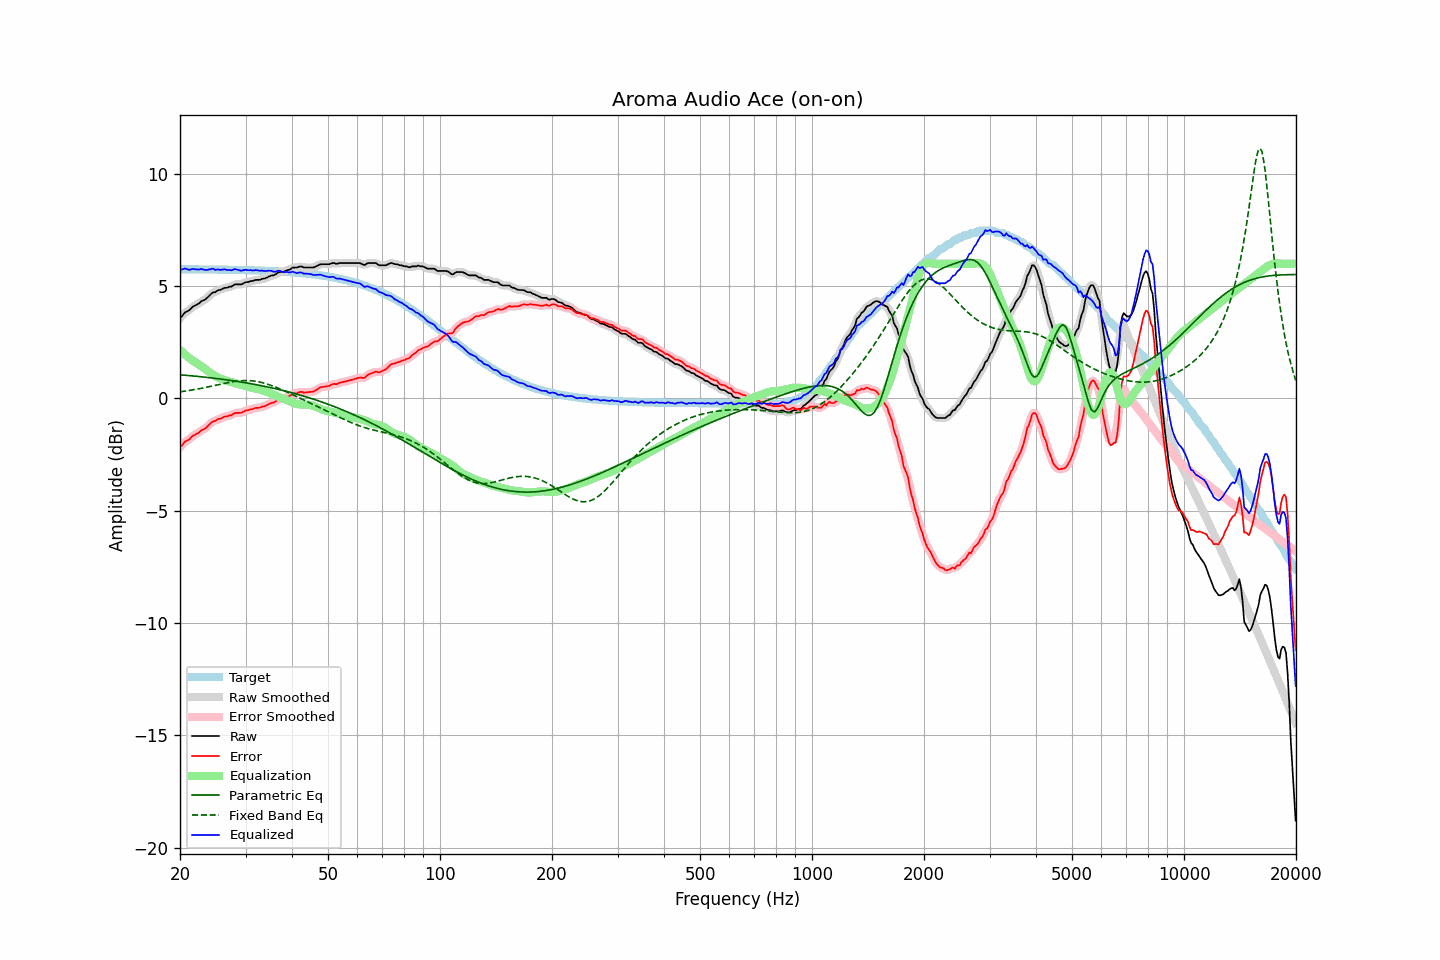 Aroma Audio Ace (on-on)
Amplitude (dBr)
10
5
0
−5
−10
−15
−20
Target
Raw Smoothed
Error Smoothed
Raw
Error
Equalization
Parametric Eq
Fixed Band Eq
Equalized
20 50 100 200 500 1000 2000 5000 10000 20000
Frequency (Hz)